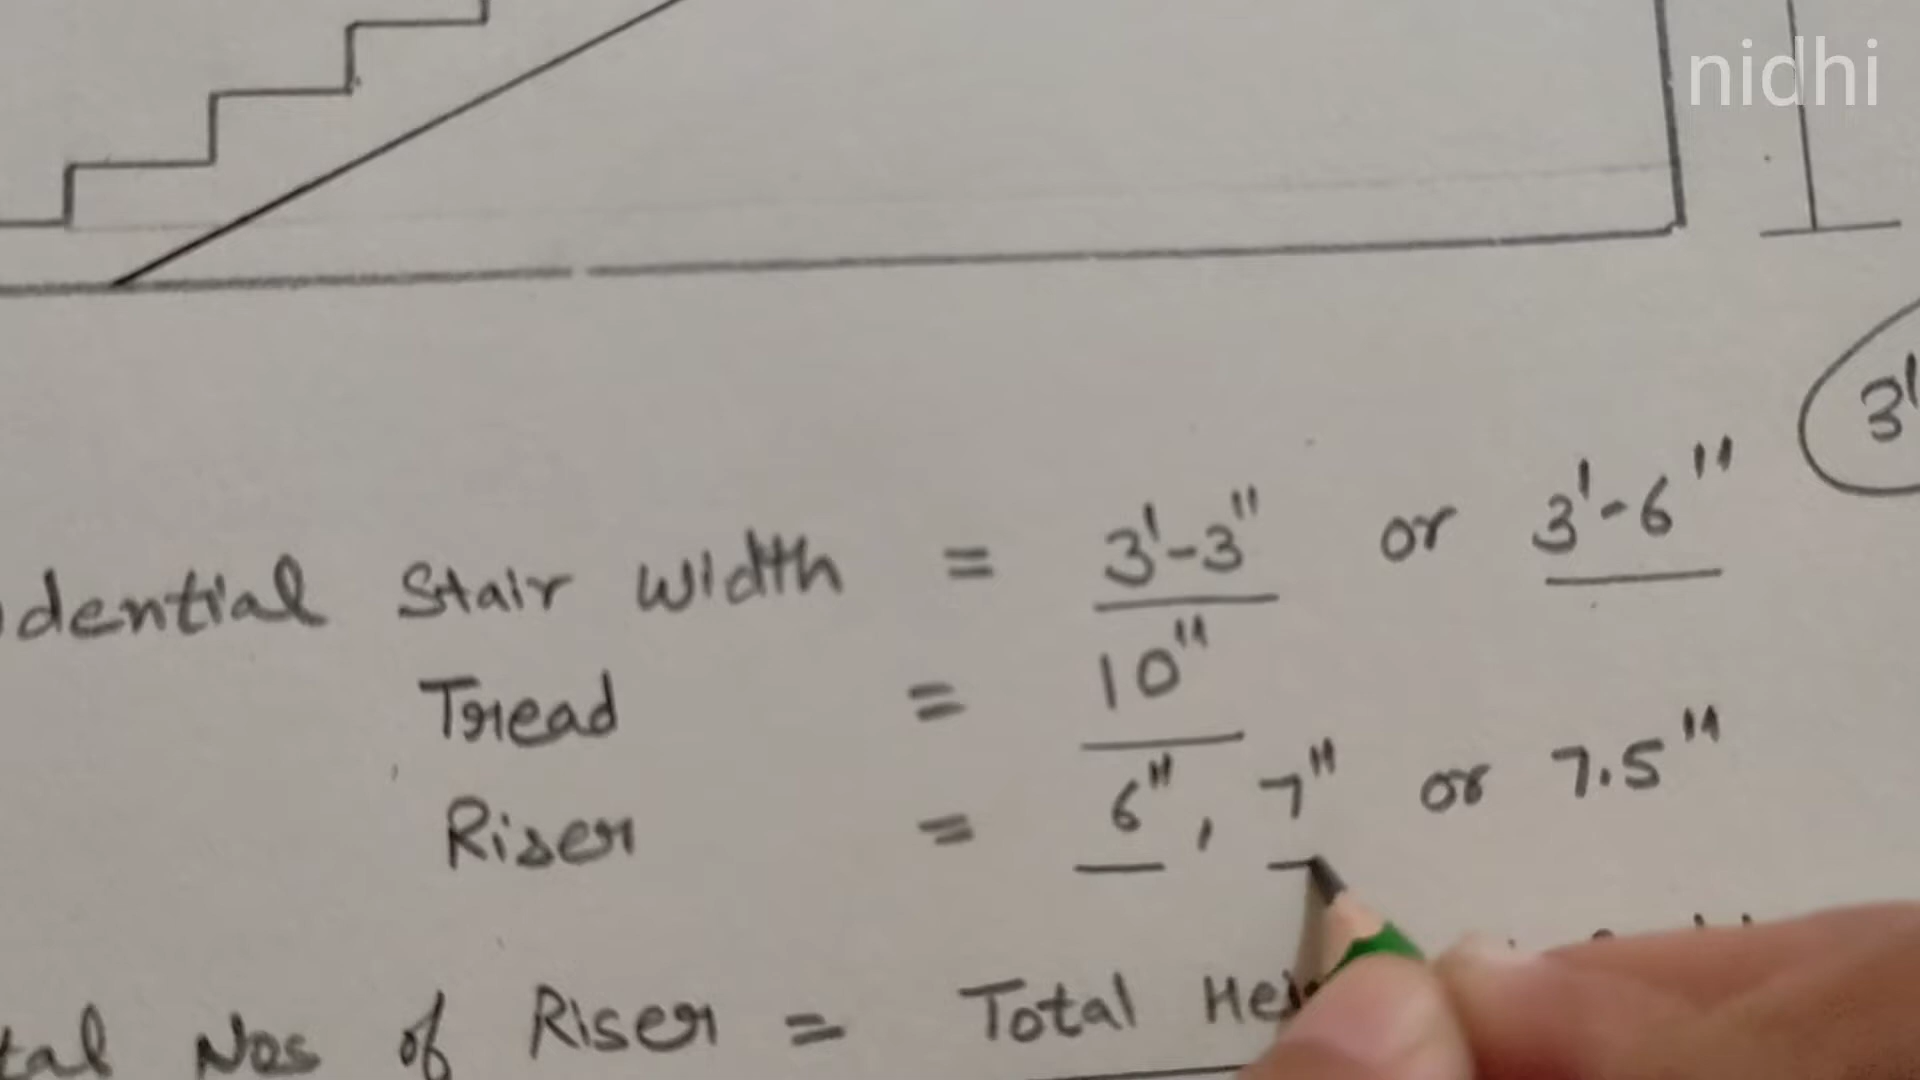 nidhi
3'
dential Stair Width = 3'-3" or 3'-6"
Tread = 10"
Riser = 6", 7" or 7.5"
tal Nos of Riser = Total Hei